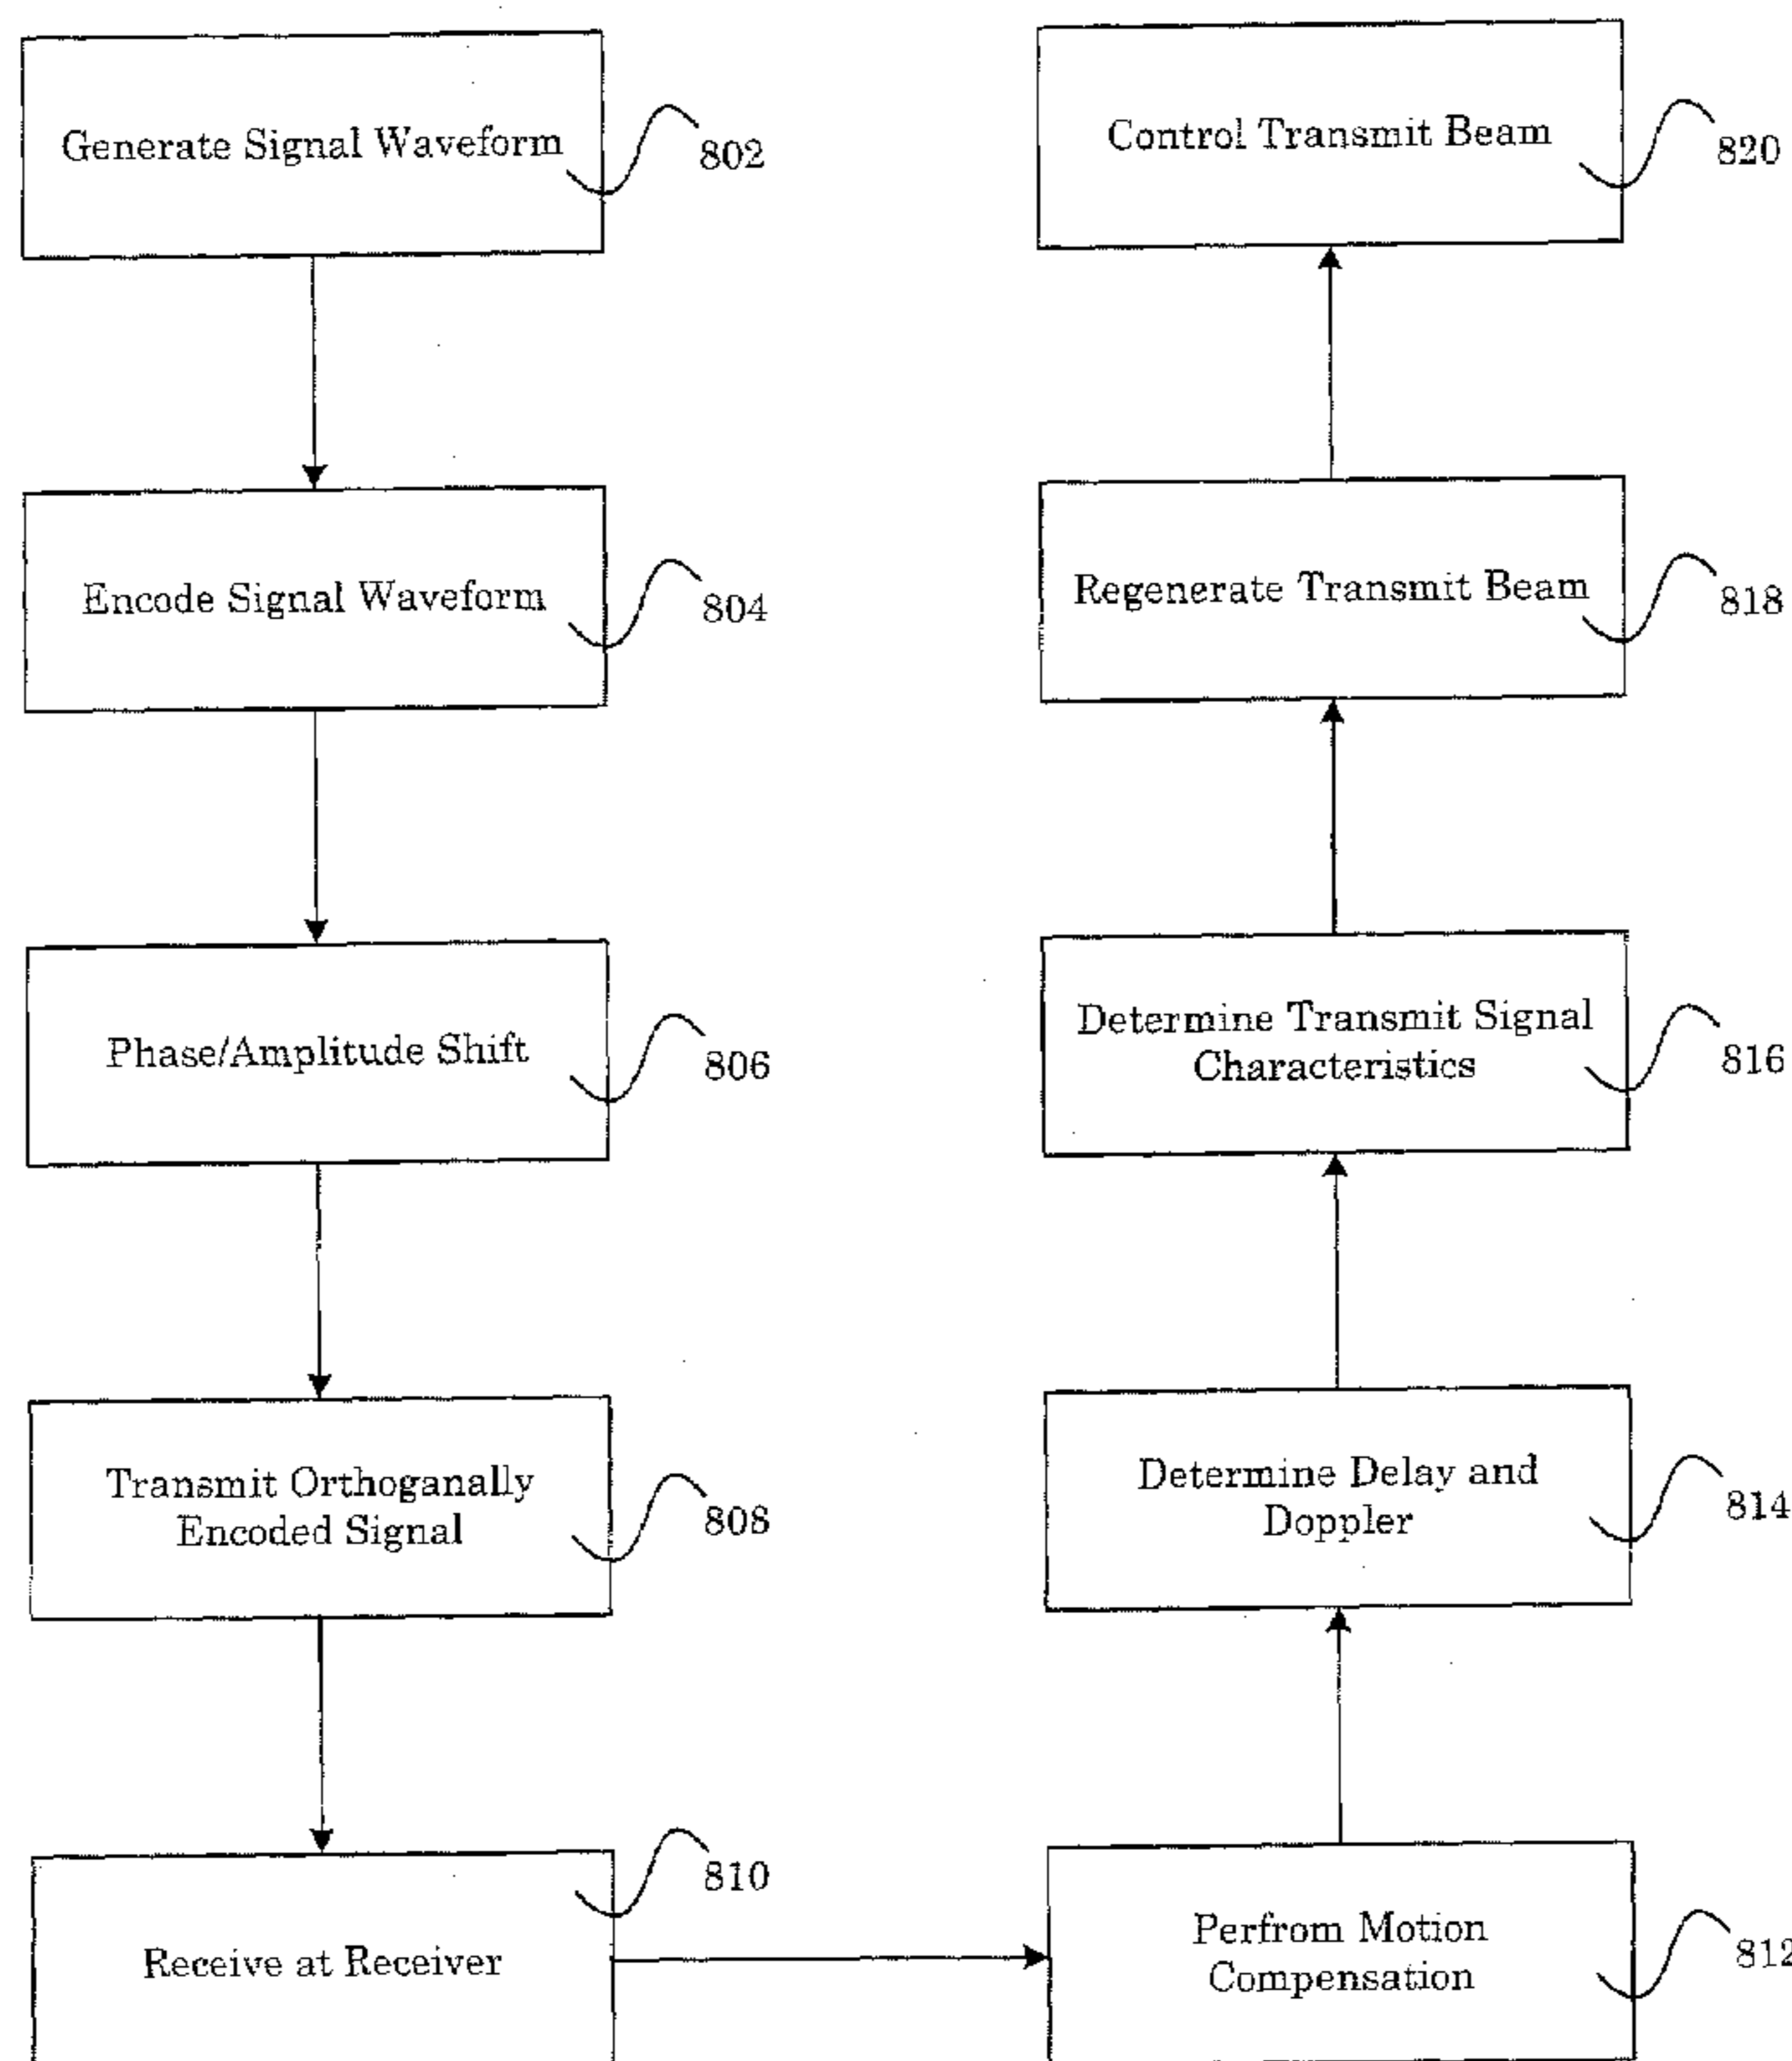 Generate Signal Waveform
802
Encode Signal Waveform
804
Phase/Amplitude Shift
806
Transmit Orthoganally
Encoded Signal
808
Receive at Receiver
810
Perfrom Motion
Compensation
812
Determine Delay and
Doppler
814
Determine Transmit Signal
Characteristics
816
Regenerate Transmit Beam
818
Control Transmit Beam
820